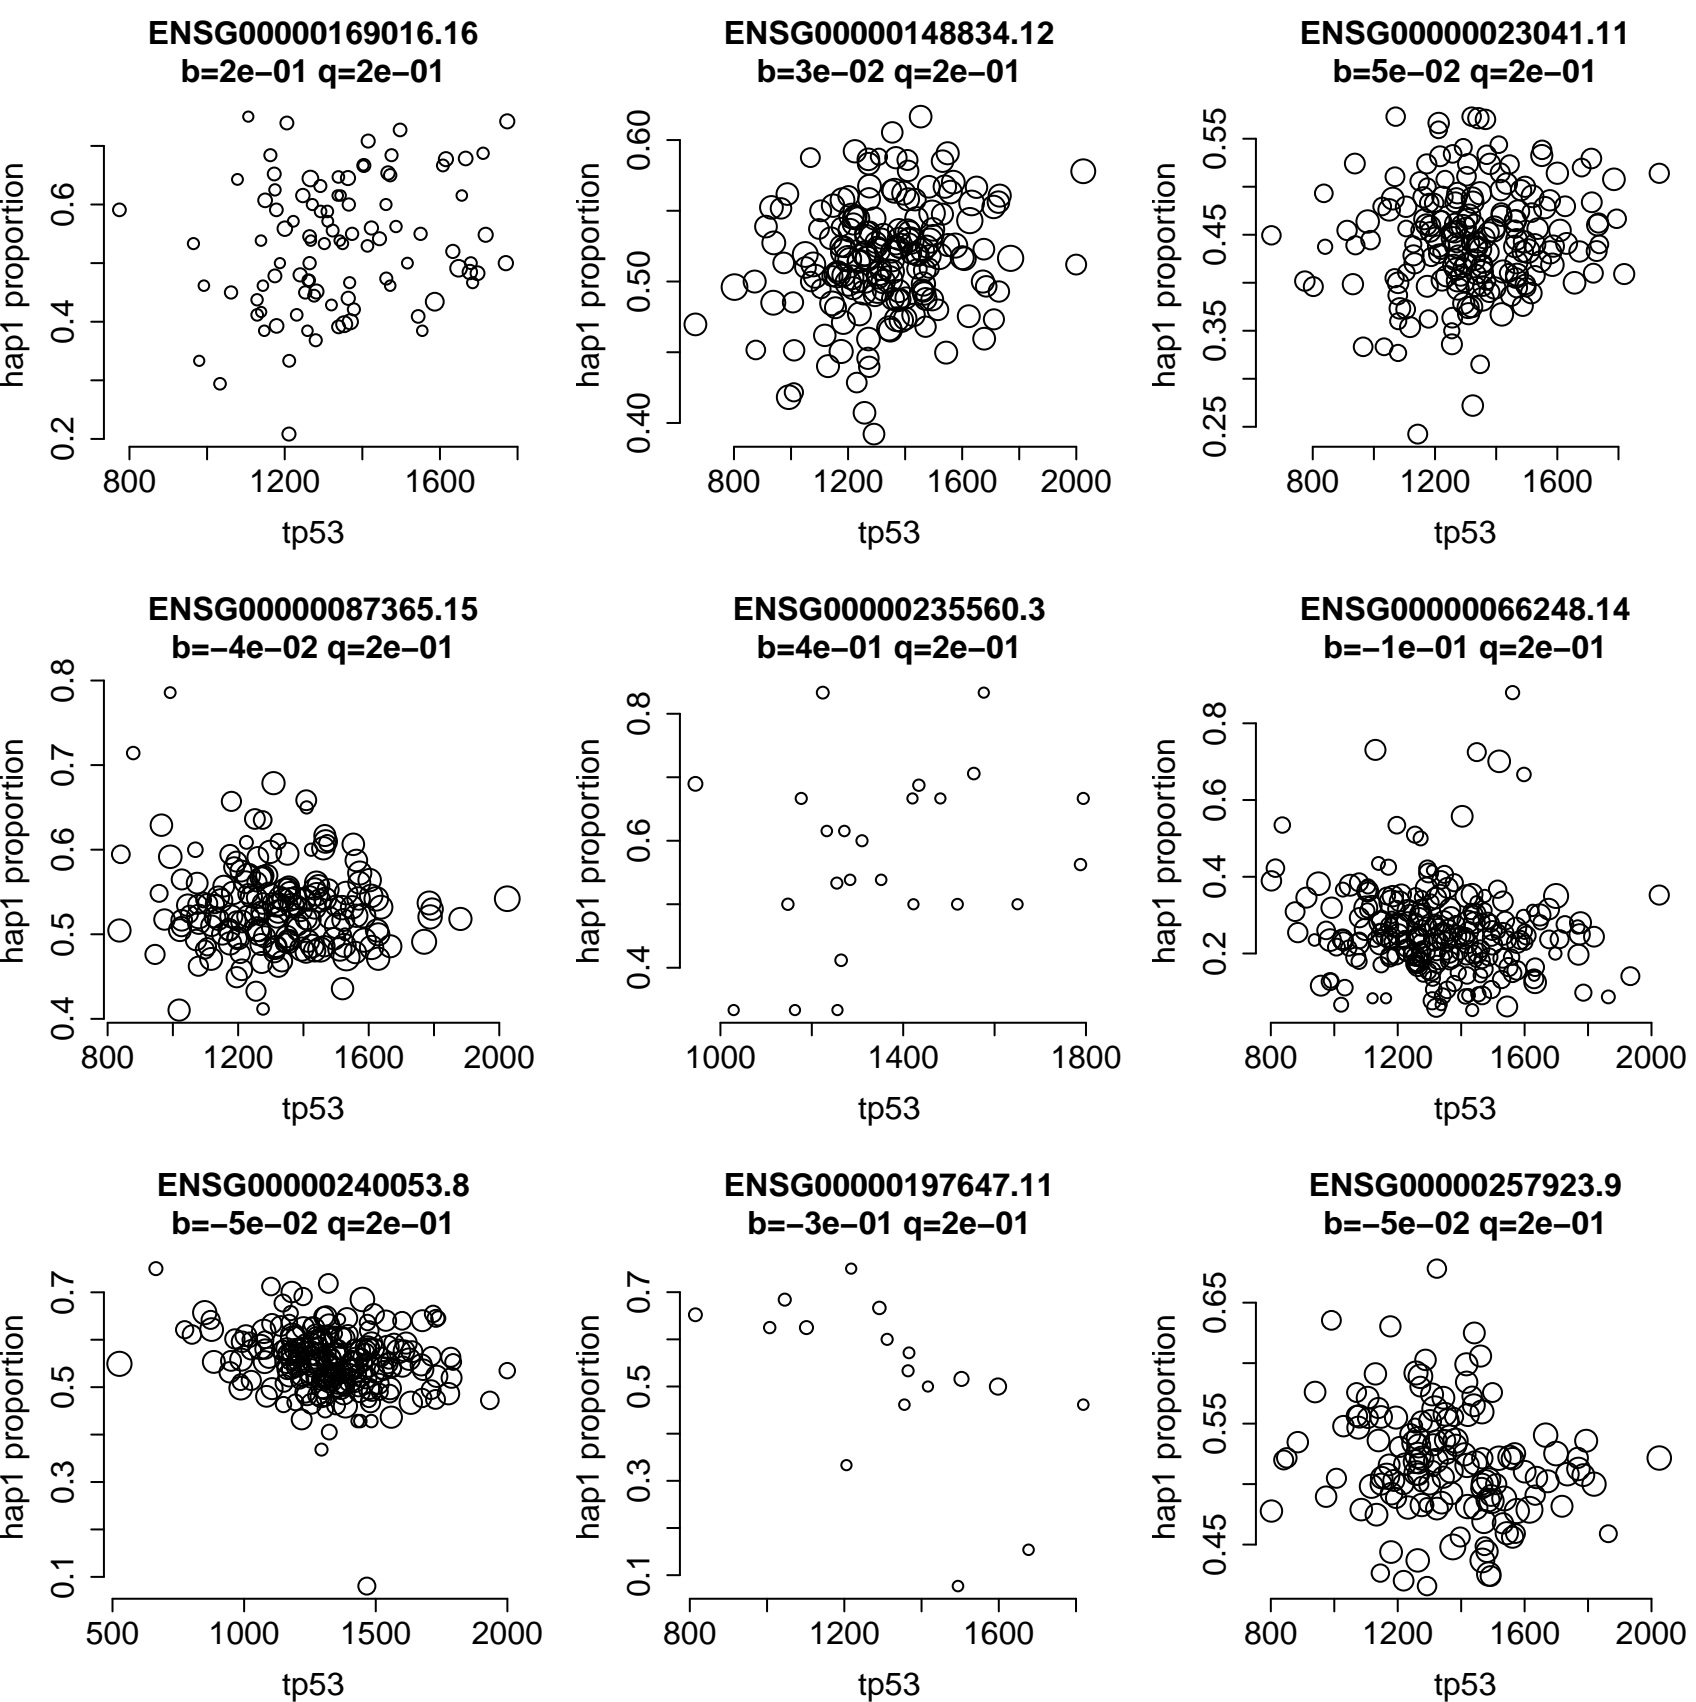 ENSG00000169016.16
b=2e−01 q=2e−01
hap1 proportion
0.2 0.4 0.6
800 1200 1600
tp53
ENSG00000148834.12
b=3e−02 q=2e−01
hap1 proportion
0.40 0.50 0.60
800 1200 1600 2000
tp53
ENSG00000023041.11
b=5e−02 q=2e−01
hap1 proportion
0.25 0.35 0.45 0.55
800 1200 1600
tp53
ENSG00000087365.15
b=−4e−02 q=2e−01
hap1 proportion
0.4 0.5 0.6 0.7 0.8
800 1200 1600 2000
tp53
ENSG00000235560.3
b=4e−01 q=2e−01
hap1 proportion
0.4 0.6 0.8
1000 1400 1800
tp53
ENSG00000066248.14
b=−1e−01 q=2e−01
hap1 proportion
0.2 0.4 0.6 0.8
800 1200 1600 2000
tp53
ENSG00000240053.8
b=−5e−02 q=2e−01
hap1 proportion
0.1 0.3 0.5 0.7
500 1000 1500 2000
tp53
ENSG00000197647.11
b=−3e−01 q=2e−01
hap1 proportion
0.1 0.3 0.5 0.7
800 1200 1600
tp53
ENSG00000257923.9
b=−5e−02 q=2e−01
hap1 proportion
0.45 0.55 0.65
800 1200 1600 2000
tp53